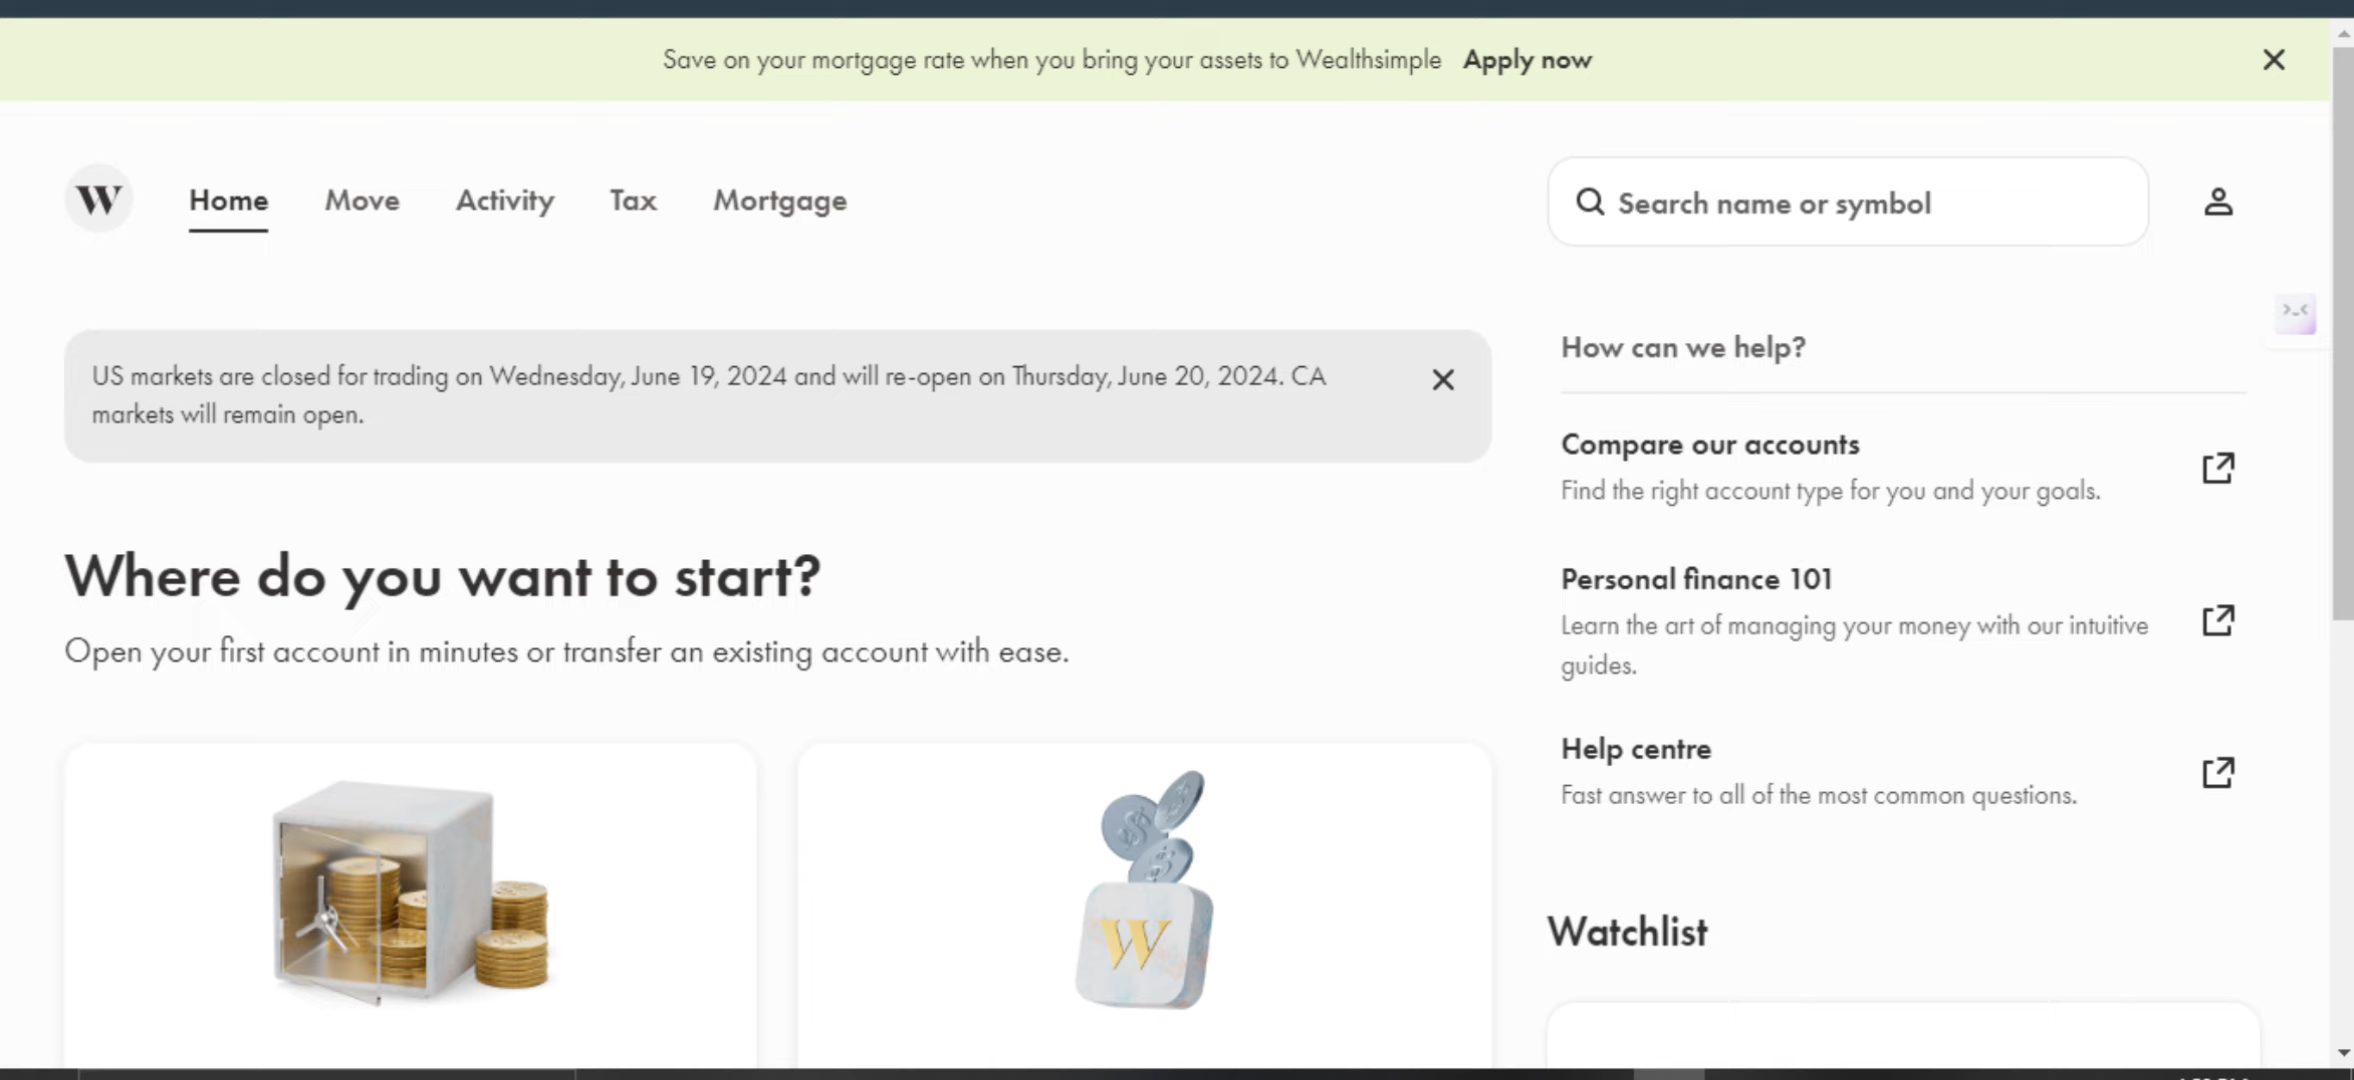 Save on your mortgage rate when you bring your assets to Wealthsimple Apply now
W Home Move Activity Tax Mortgage
Search name or symbol
US markets are closed for trading on Wednesday, June 19, 2024 and will re-open on Thursday, June 20, 2024. CA
markets will remain open.
Where do you want to start?
Open your first account in minutes or transfer an existing account with ease.
W
How can we help?
Compare our accounts
Find the right account type for you and your goals.
Personal finance 101
Learn the art of managing your money with our intuitive
guides.
Help centre
Fast answer to all of the most common questions.
Watchlist